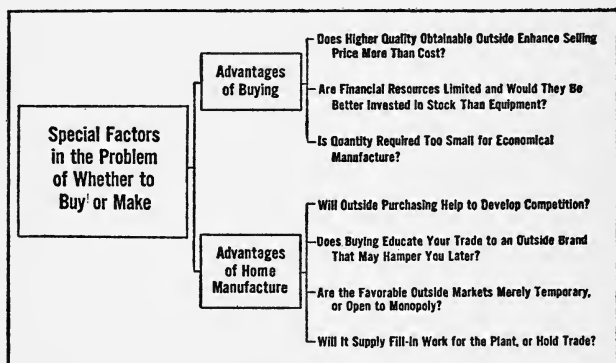 Special Factors
in the Problem
of Whether to
Buy or Make
Advantages
of Buying
Does Higher Quality Obtainable Outside Enhance Selling
Price More Than Cost?
Are Financial Resources Limited and Would They Be
Better Invested in Stock Than Equipment?
Is Quantity Required Too Small for Economical
Manufacture?
Advantages
of Home
Manufacture
Will Outside Purchasing Help to Develop Competition?
Does Buying Educate Your Trade to an Outside Brand
That May Hamper You Later?
Are the Favorable Outside Markets Merely Temporary,
or Open to Monopoly?
Will It Supply Fill-In Work for the Plant, or Hold Trade?